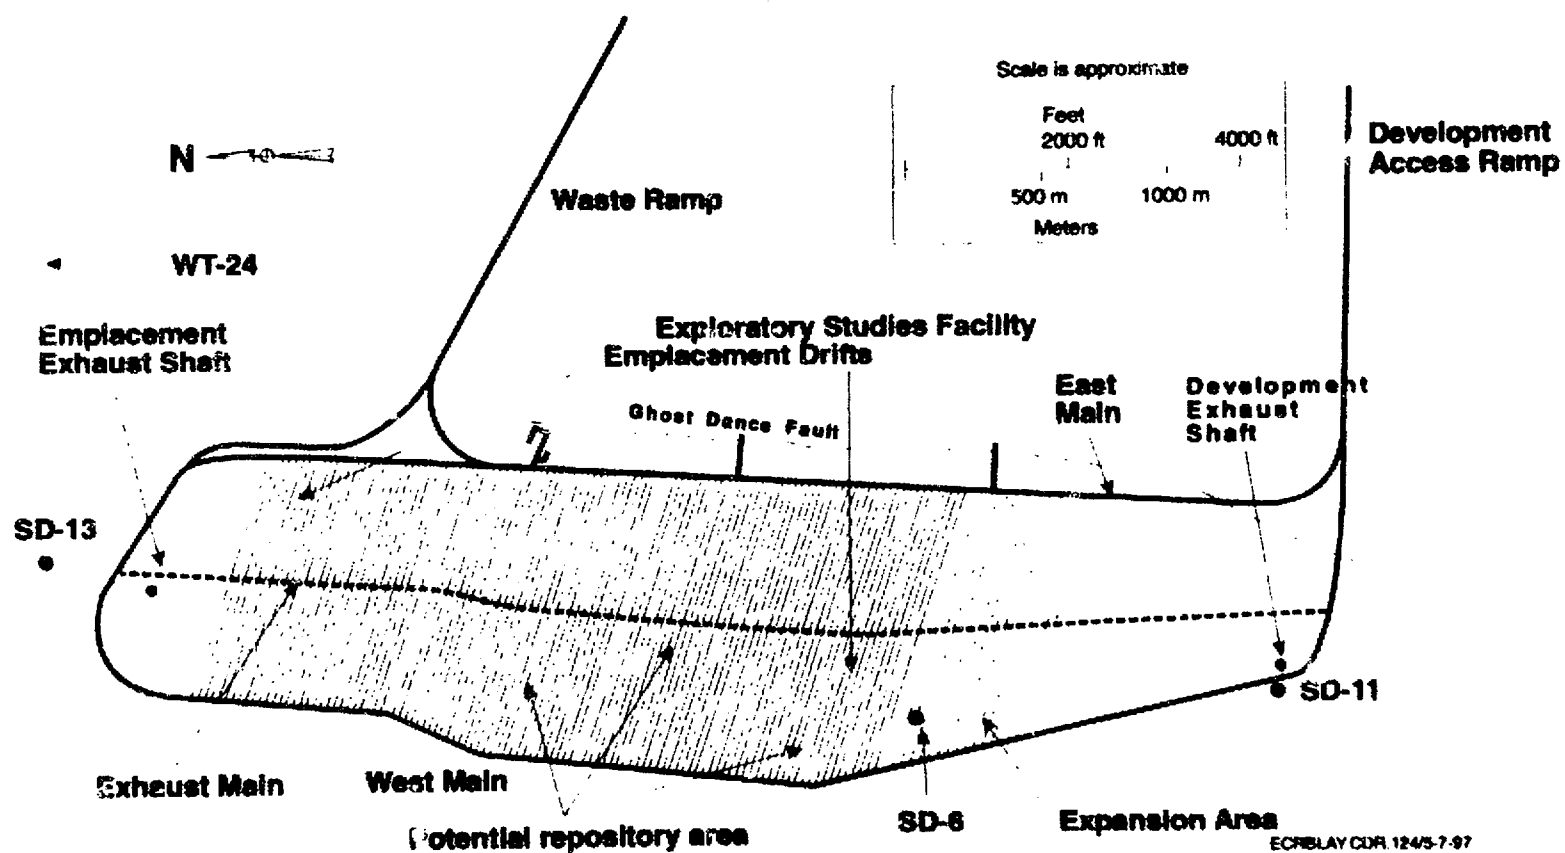 Scale is approximate
Feet
2000 ft
4000 ft
500 m
1000 m
Meters
Development
Access Ramp
N
Waste Ramp
WT-24
Emplacement
Exhaust Shaft
Exploratory Studies Facility
Emplacement Drifts
East
Main
Development
Exhaust
Shaft
Ghost Dance Fault
SD-13
SD-11
Exhaust Main
West Main
Potential repository area
SD-6
Expansion Area
ECRBLAY.CDR.124/5-7-97